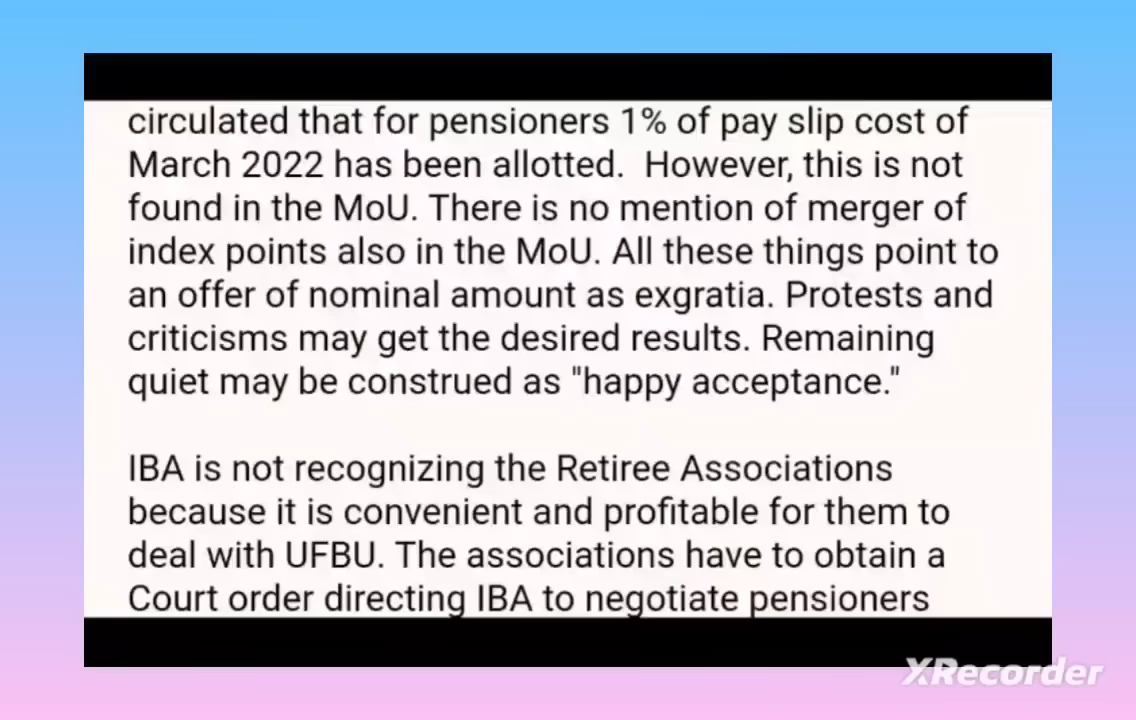 circulated that for pensioners 1% of pay slip cost of
March 2022 has been allotted.  However, this is not
found in the MoU. There is no mention of merger of
index points also in the MoU. All these things point to
an offer of nominal amount as exgratia. Protests and
criticisms may get the desired results. Remaining
quiet may be construed as "happy acceptance."
IBA is not recognizing the Retiree Associations
because it is convenient and profitable for them to
deal with UFBU. The associations have to obtain a
Court order directing IBA to negotiate pensioners
XRecorder